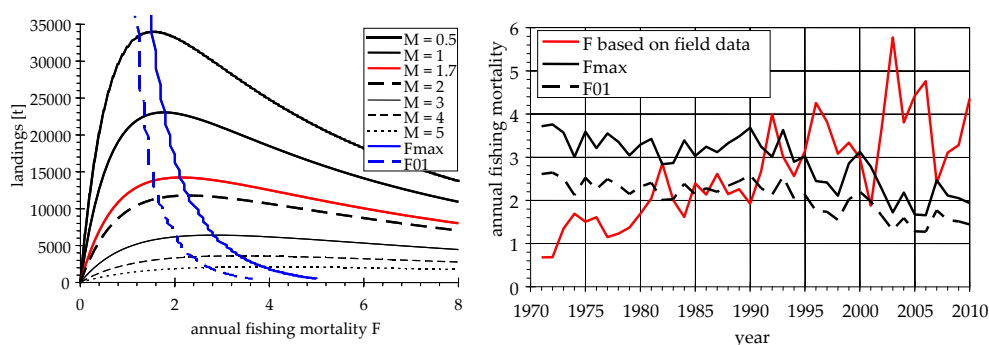 35000
30000
25000
20000
15000
10000
5000
0
landings [t]
0 2 4 6 8
annual fishing mortality F
M = 0.5
M = 1
M = 1.7
M = 2
M = 3
M = 4
M = 5
Fmax
F01
6
5
4
3
2
1
0
annual fishing mortality
1970 1975 1980 1985 1990 1995 2000 2005 2010
year
F based on field data
Fmax
F01